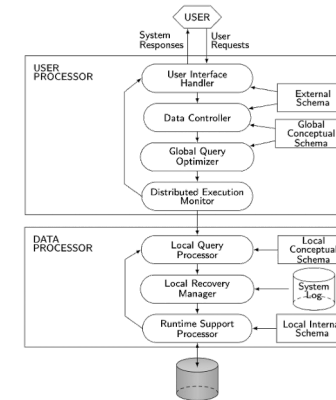 USER
System
Responses
User
Requests
USER
PROCESSOR
User Interface
Handler
External
Schema
Data Controller
Global
Conceptual
Schema
Global Query
Optimizer
Distributed Execution
Monitor
DATA
PROCESSOR
Local Query
Processor
Local
Conceptual
Schema
Local Recovery
Manager
System
Log
Runtime Support
Processor
Local Interna
Schema